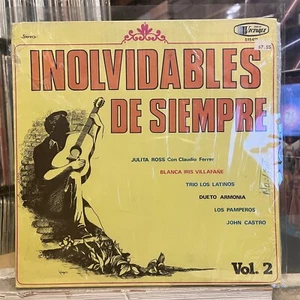 Stereo
INOLVIDABLES
DE SIEMPRE
JULITA ROSS Con Claudio Ferrer
BLANCA IRIS VILLAFAÑE
TRIO LOS LATINOS
DUETO ARMONIA
LOS PAMPEROS
JOHN CASTRO
Vol. 2